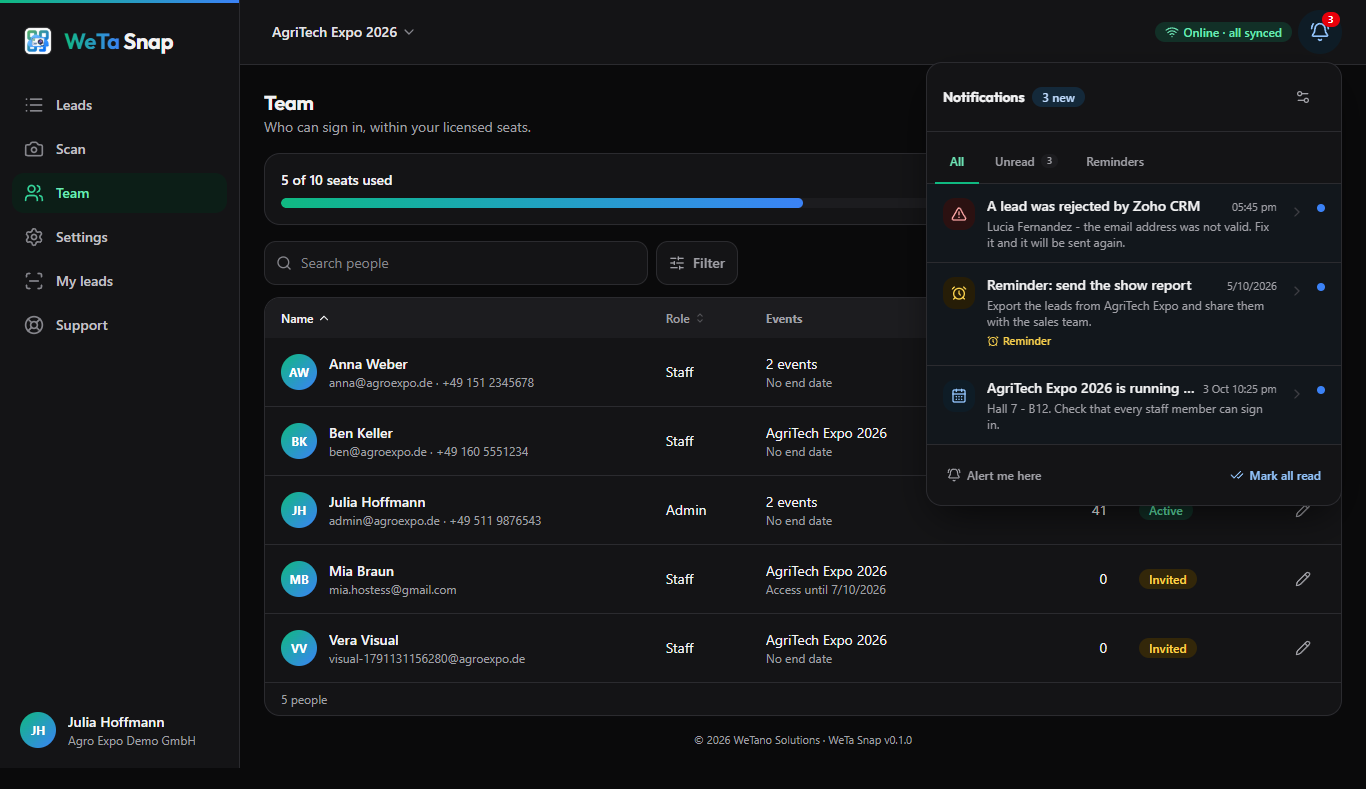 WeTa Snap
Leads
Scan
Team
Settings
My leads
Support
JH
Julia Hoffmann
Agro Expo Demo GmbH
AgriTech Expo 2026
Online · all synced
3
Team
Who can sign in, within your licensed seats.
5 of 10 seats used
Search people
Filter
Name
Role
Events
AW
Anna Weber
anna@agroexpo.de · +49 151 2345678
Staff
2 events
No end date
BK
Ben Keller
ben@agroexpo.de · +49 160 5551234
Staff
AgriTech Expo 2026
No end date
JH
Julia Hoffmann
admin@agroexpo.de · +49 511 9876543
Admin
2 events
No end date
41
Active
MB
Mia Braun
mia.hostess@gmail.com
Staff
AgriTech Expo 2026
Access until 7/10/2026
0
Invited
VV
Vera Visual
visual-1791131156280@agroexpo.de
Staff
AgriTech Expo 2026
No end date
0
Invited
5 people
© 2026 WeTano Solutions · WeTa Snap v0.1.0
Notifications
3 new
All
Unread 3
Reminders
A lead was rejected by Zoho CRM
05:45 pm
Lucia Fernandez - the email address was not valid. Fix
it and it will be sent again.
Reminder: send the show report
5/10/2026
Export the leads from AgriTech Expo and share them
with the sales team.
Reminder
AgriTech Expo 2026 is running ...
3 Oct 10:25 pm
Hall 7 - B12. Check that every staff member can sign
in.
Alert me here
Mark all read